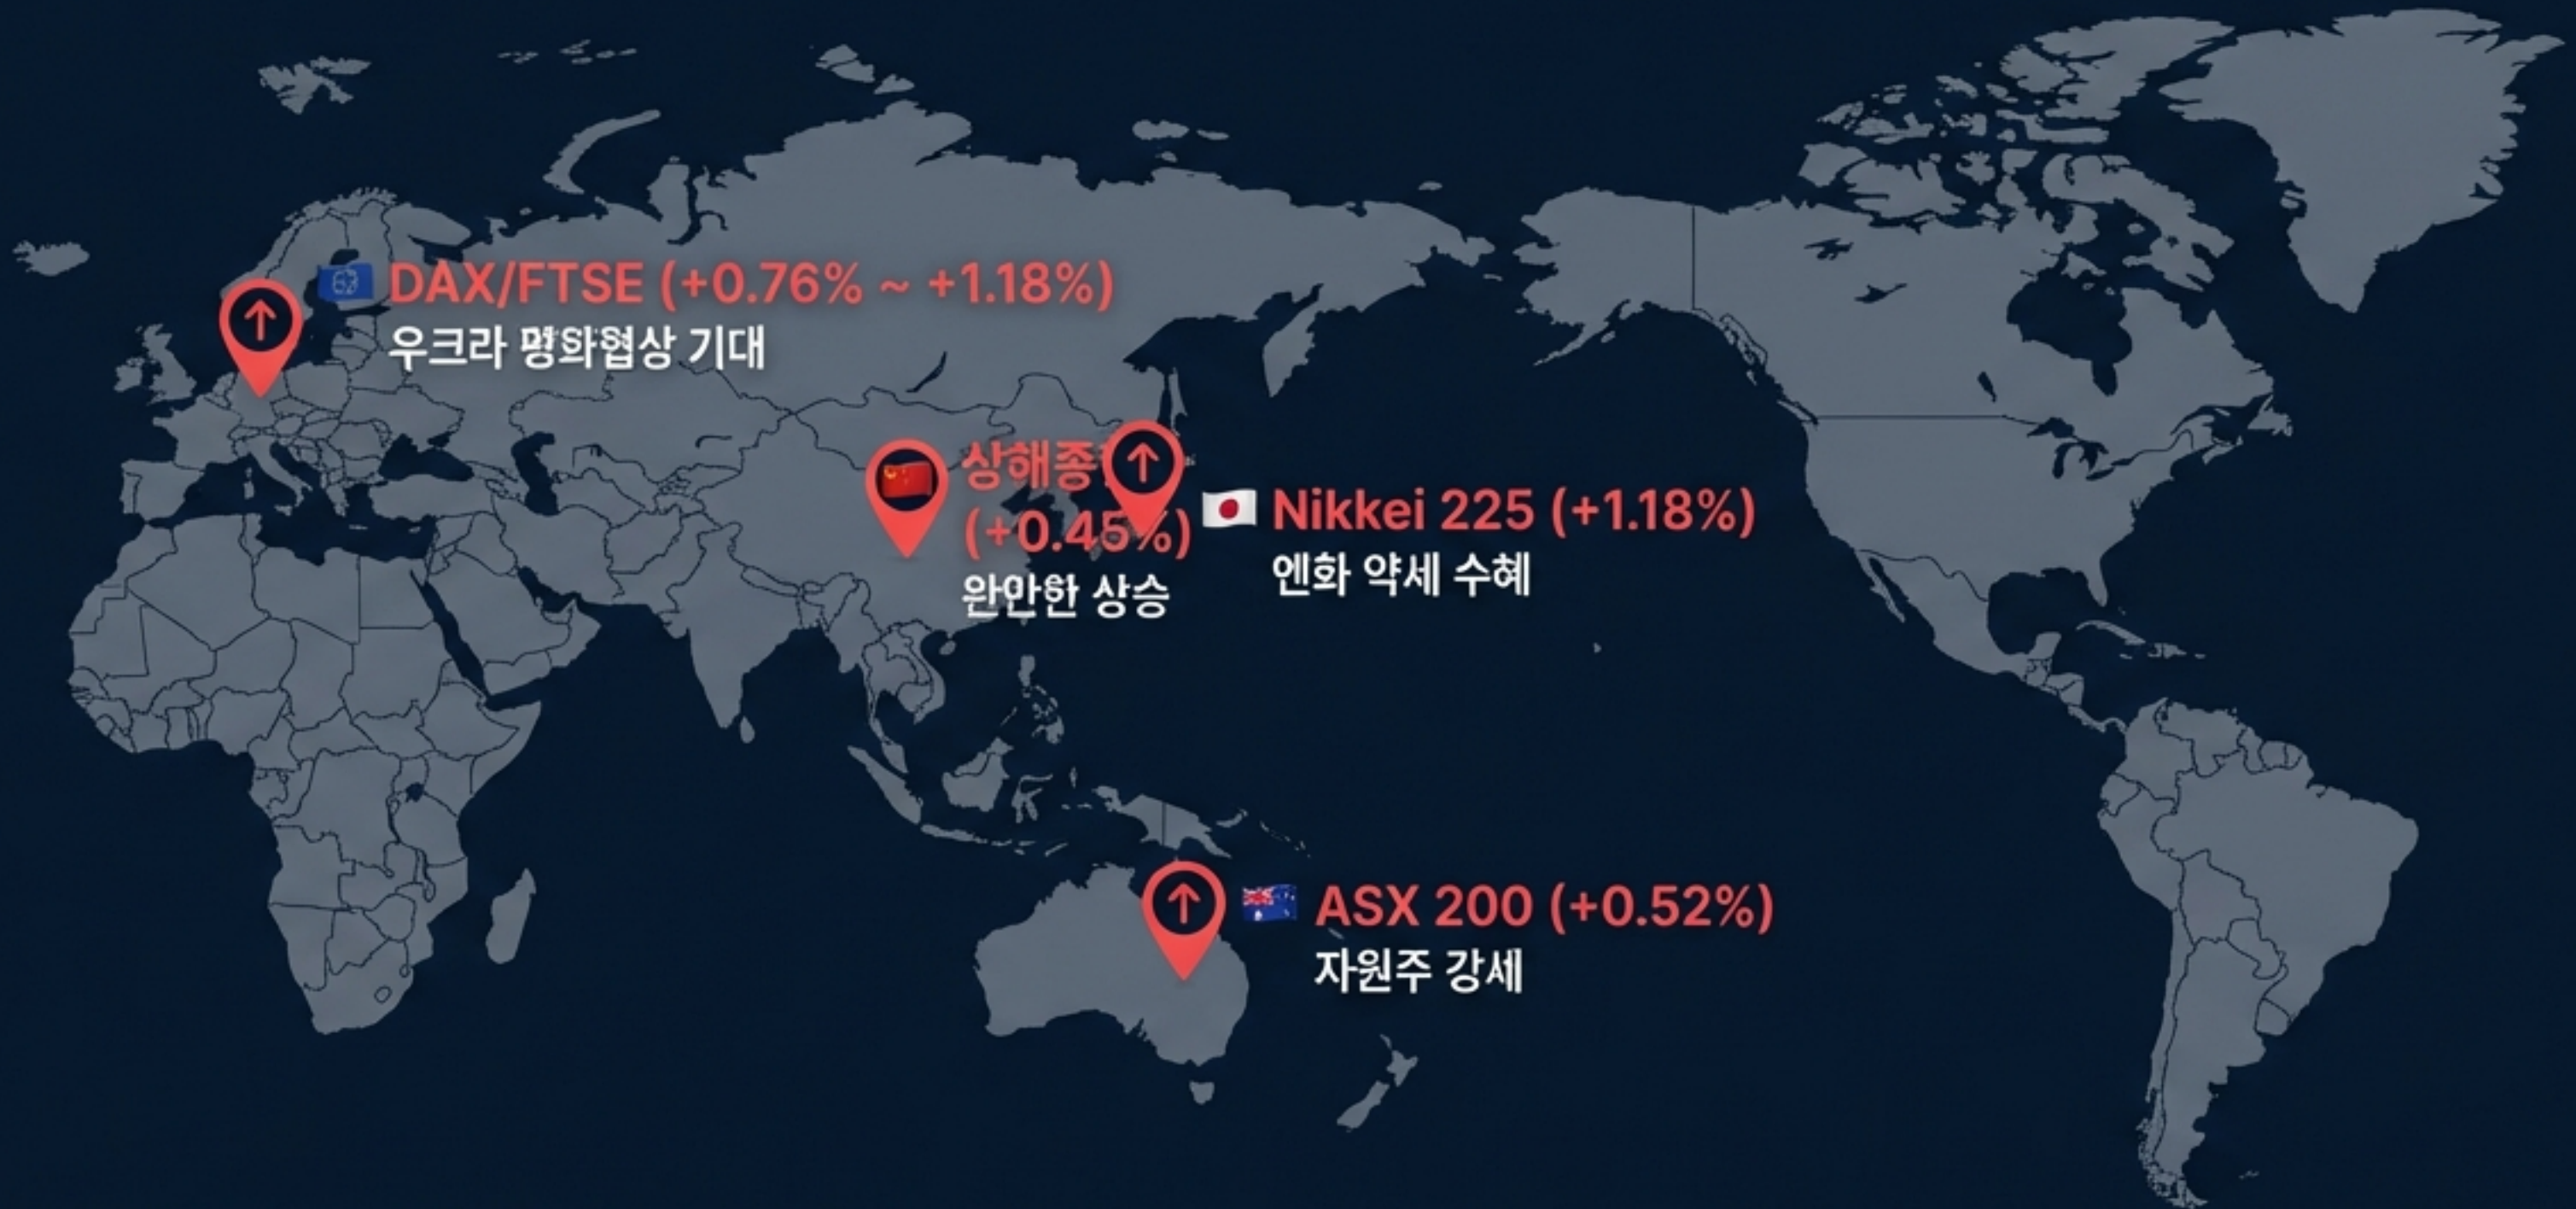 DAX/FTSE (+0.76% ~ +1.18%)
우크라 평화협상 기대
상해종
(+0.45%)
완만한 상승
Nikkei 225 (+1.18%)
엔화 약세 수혜
ASX 200 (+0.52%)
자원주 강세